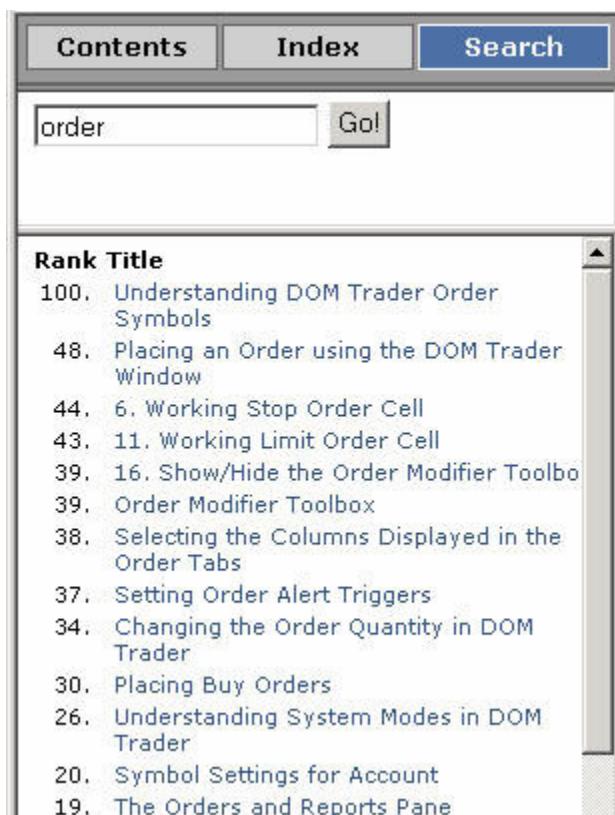 Contents Index Search
order Go!
Rank Title
100. Understanding DOM Trader Order
Symbols
48. Placing an Order using the DOM Trader
Window
44. 6. Working Stop Order Cell
43. 11. Working Limit Order Cell
39. 16. Show/Hide the Order Modifier Toolbo
39. Order Modifier Toolbox
38. Selecting the Columns Displayed in the
Order Tabs
37. Setting Order Alert Triggers
34. Changing the Order Quantity in DOM
Trader
30. Placing Buy Orders
26. Understanding System Modes in DOM
Trader
20. Symbol Settings for Account
19. The Orders and Reports Pane